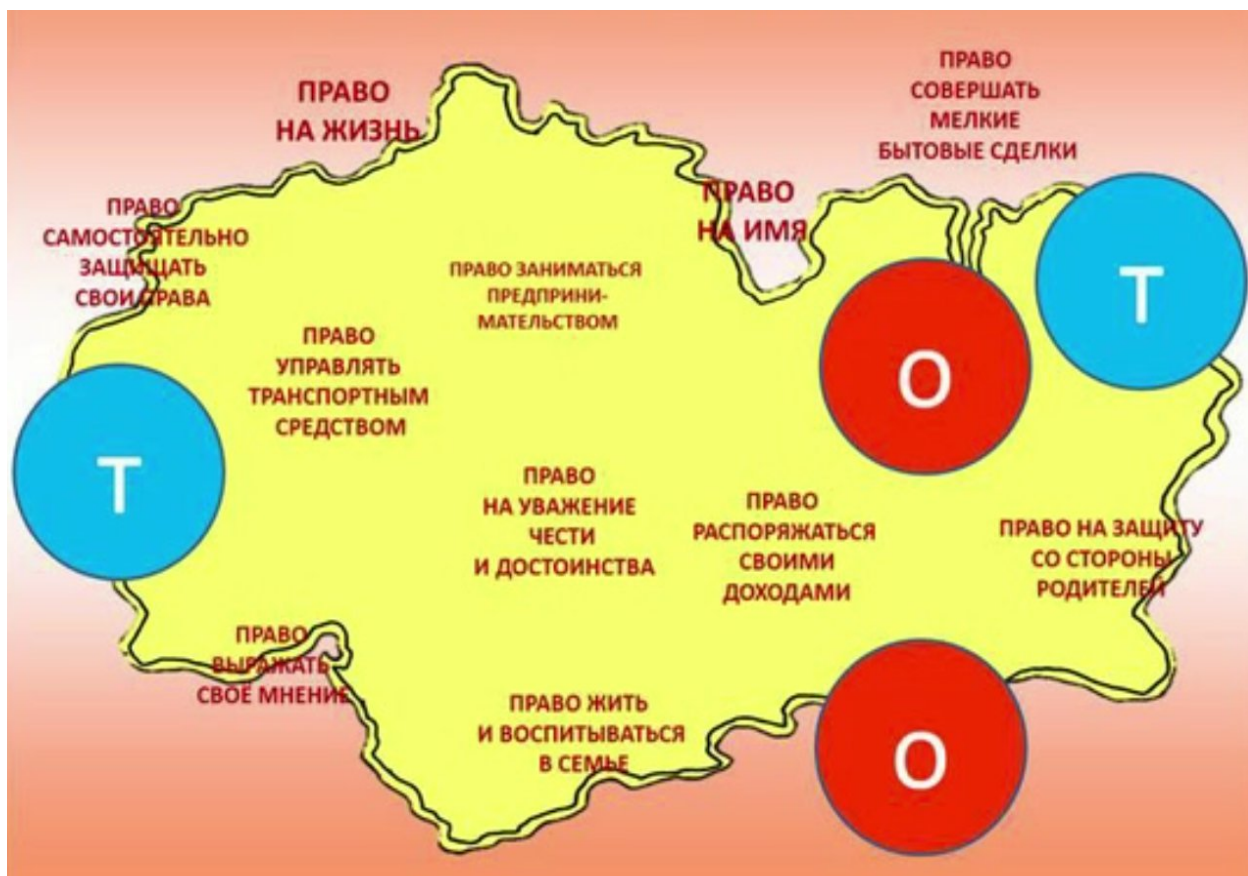 ПРАВО
НА ЖИЗНЬ
ПРАВО
СОВЕРШАТЬ
МЕЛКИЕ
БЫТОВЫЕ СДЕЛКИ
ПРАВО
САМОСТОЯТЕЛЬНО
ЗАЩИЩАТЬ
СВОИ ПРАВА
ПРАВО
НА ИМЯ
ПРАВО ЗАНИМАТЬСЯ
ПРЕДПРИНИ-
МАТЕЛЬСТВОМ
Т
ПРАВО
УПРАВЛЯТЬ
ТРАНСПОРТНЫМ
СРЕДСТВОМ
О
Т
ПРАВО
НА УВАЖЕНИЕ
ЧЕСТИ
И ДОСТОИНСТВА
ПРАВО
РАСПОРЯЖАТЬСЯ
СВОИМИ
ДОХОДАМИ
ПРАВО НА ЗАЩИТУ
СО СТОРОНЫ
РОДИТЕЛЕЙ
ПРАВО
ВЫРАЖАТЬ
СВОЁ МНЕНИЕ
ПРАВО ЖИТЬ
И ВОСПИТЫВАТЬСЯ
В СЕМЬЕ
О